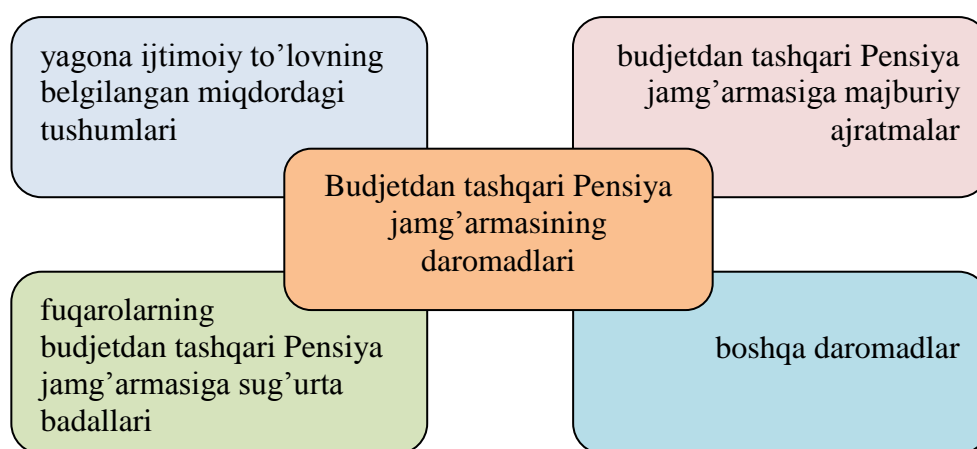 yagona ijtimoiy to’lovning
belgilangan miqdordagi
tushumlari
budjetdan tashqari Pensiya
jamg’armasiga majburiy
ajratmalar
Budjetdan tashqari Pensiya
jamg’armasining
daromadlari
fuqarolarning
budjetdan tashqari Pensiya
jamg’armasiga sug’urta
badallari
boshqa daromadlar